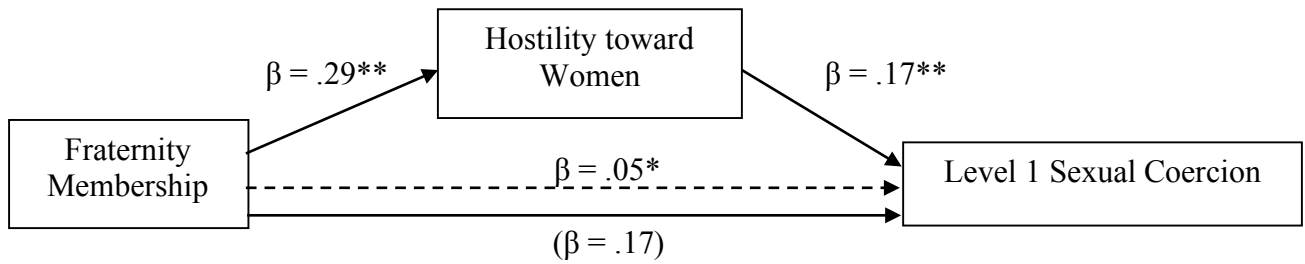 Hostility toward
Women
β = .29**
β = .17**
Fraternity
Membership
β = .05*
Level 1 Sexual Coercion
(β = .17)